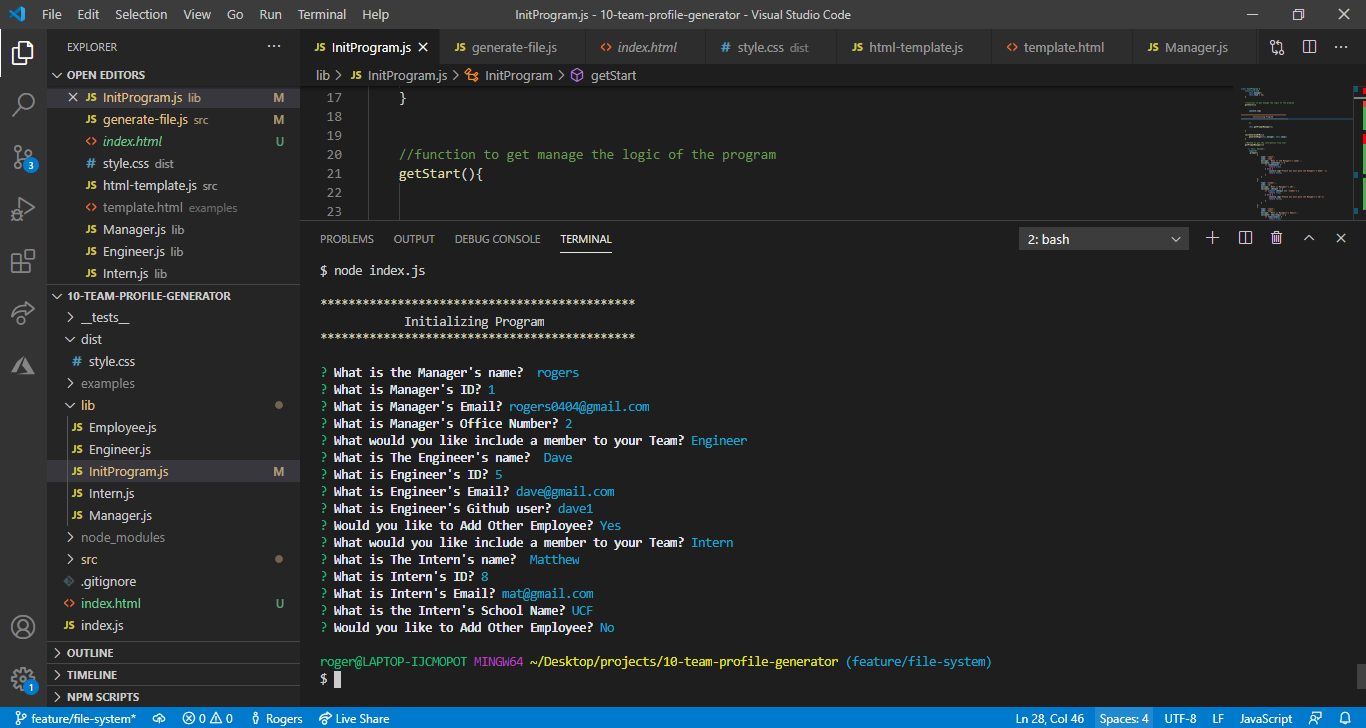 File Edit Selection View Go Run Terminal Help InitProgram.js - 10-team-profile-generator - Visual Studio Code
EXPLORER ...
OPEN EDITORS
JS InitProgram.js lib M
JS generate-file.js src M
<> index.html U
# style.css dist
JS html-template.js src
<> template.html examples
JS Manager.js lib
JS Engineer.js lib
JS Intern.js lib
10-TEAM-PROFILE-GENERATOR
__tests__
dist
# style.css
examples
lib
JS Employee.js
JS Engineer.js
JS InitProgram.js M
JS Intern.js
JS Manager.js
node_modules
src
.gitignore
<> index.html U
JS index.js
OUTLINE
TIMELINE
NPM SCRIPTS
3
1
JS InitProgram.js JS generate-file.js <> index.html # style.css dist JS html-template.js <> template.html JS Manager.js ...
lib > JS InitProgram.js > InitProgram > getStart
17 }
18
19
20 //function to get manage the logic of the program
21 getStart(){
22
23
PROBLEMS OUTPUT DEBUG CONSOLE TERMINAL 2: bash
$ node index.js
*********************************************
Initializing Program
*********************************************
? What is the Manager's name? rogers
? What is Manager's ID? 1
? What is Manager's Email? rogers0404@gmail.com
? What is Manager's Office Number? 2
? What would you like include a member to your Team? Engineer
? What is The Engineer's name? Dave
? What is Engineer's ID? 5
? What is Engineer's Email? dave@gmail.com
? What is Engineer's Github user? dave1
? Would you like to Add Other Employee? Yes
? What would you like include a member to your Team? Intern
? What is The Intern's name? Matthew
? What is Intern's ID? 8
? What is Intern's Email? mat@gmail.com
? What is the Intern's School Name? UCF
? Would you like to Add Other Employee? No
roger@LAPTOP-IJCMOPOT MINGW64 ~/Desktop/projects/10-team-profile-generator (feature/file-system)
$
feature/file-system* 0 0 Rogers Live Share Ln 28, Col 46 Spaces: 4 UTF-8 LF JavaScript